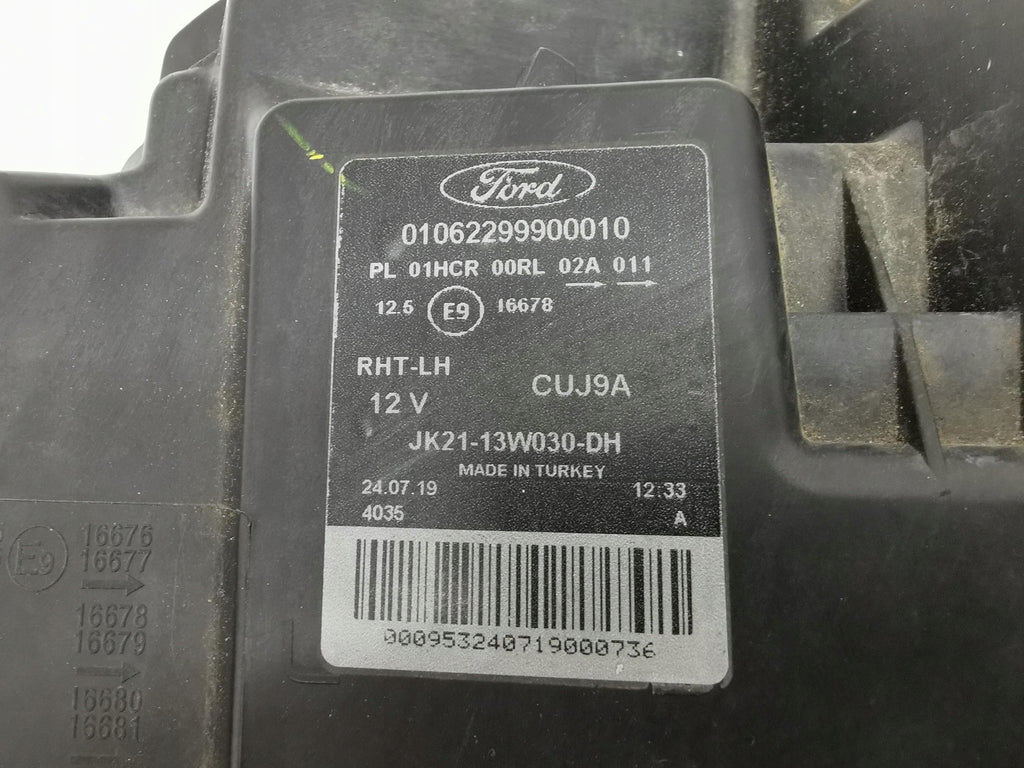 Ford
01062299900010
PL 01HCR 00RL 02A 011
12.5 E9 16678
RHT-LH CUJ9A
12 V
JK21-13W030-DH
MADE IN TURKEY
24.07.19 12:33
4035 A
000953240719000736
E9
16676
16677
16678
16679
16680
16681